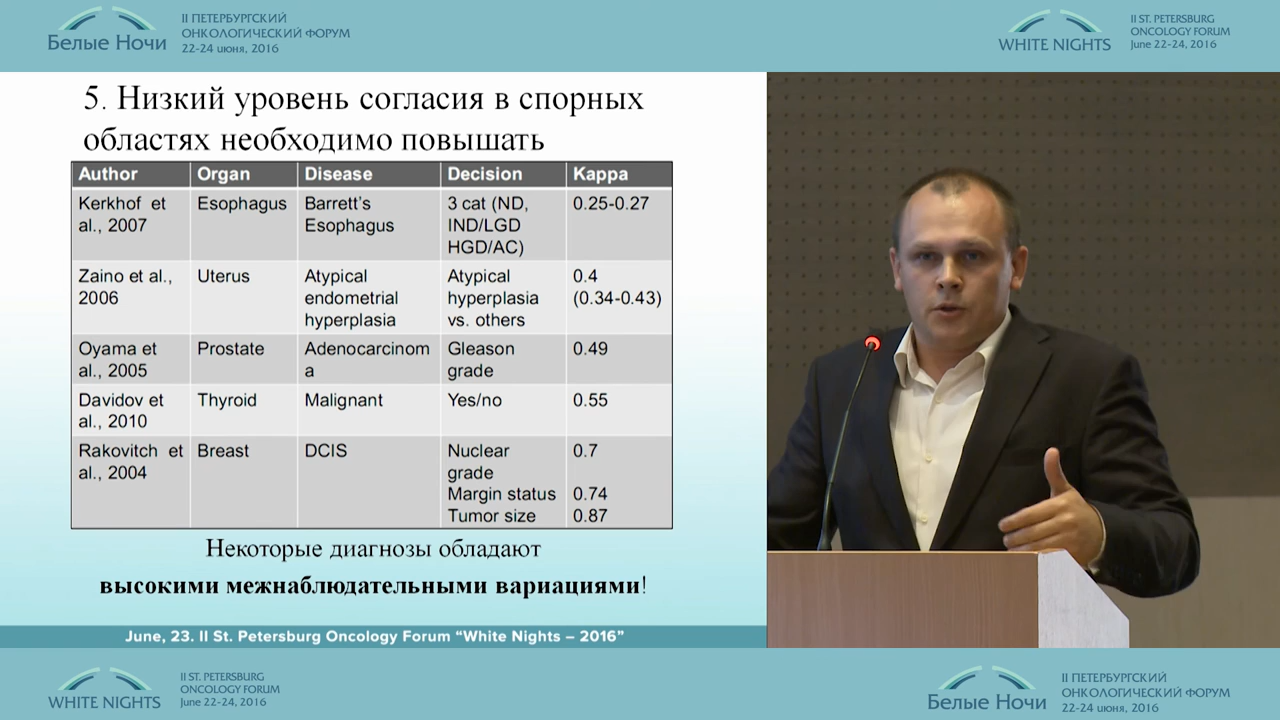 II ПЕТЕРБУРГСКИЙ
ОНКОЛОГИЧЕСКИЙ ФОРУМ
Белые Ночи
22-24 июня, 2016
II ST. PETERSBURG
ONCOLOGY FORUM
WHITE NIGHTS
June 22-24, 2016
5. Низкий уровень согласия в спорных
областях необходимо повышать
Author Organ Disease Decision Kappa
Kerkhof et Esophagus Barrett's 3 cat (ND, 0.25-0.27
al., 2007 Esophagus IND/LGD
HGD/AC)
Zaino et al., Uterus Atypical Atypical 0.4
2006 endometrial hyperplasia (0.34-0.43)
hyperplasia vs. others
Oyama et Prostate Adenocarcinom Gleason 0.49
al., 2005 a grade
Davidov et Thyroid Malignant Yes/no 0.55
al., 2010
Rakovitch et Breast DCIS Nuclear 0.7
al., 2004 grade
Margin status 0.74
Tumor size 0.87
Некоторые диагнозы обладают
высокими межнаблюдательными вариациями!
June, 23. II St. Petersburg Oncology Forum “White Nights – 2016”
II ST. PETERSBURG
ONCOLOGY FORUM
WHITE NIGHTS
June 22-24, 2016
II ПЕТЕРБУРГСКИЙ
ОНКОЛОГИЧЕСКИЙ ФОРУМ
Белые Ночи
22-24 июня, 2016